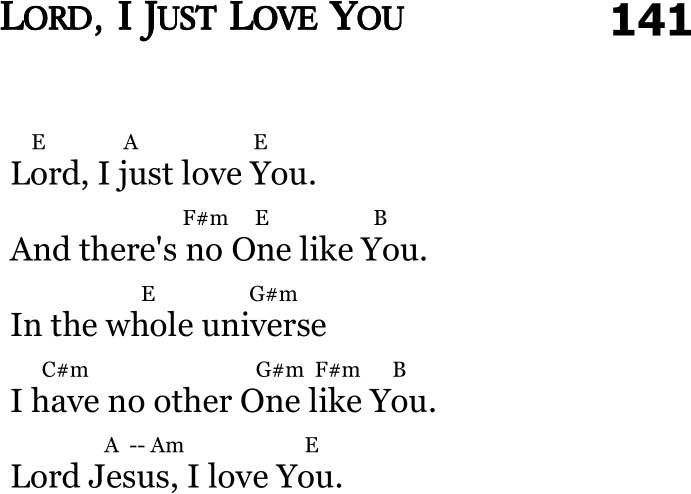 LORD, I JUST LOVE YOU 141
E A E
Lord, I just love You.
F#m E B
And there's no One like You.
E G#m
In the whole universe
C#m G#m F#m B
I have no other One like You.
A -- Am E
Lord Jesus, I love You.